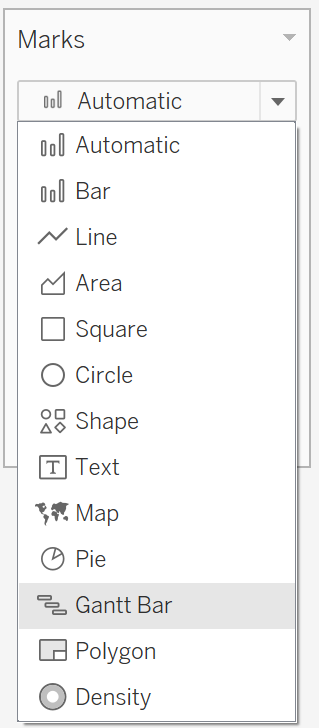 Marks
Automatic
Automatic
Bar
Line
Area
Square
Circle
Shape
T Text
Map
Pie
Gantt Bar
Polygon
Density